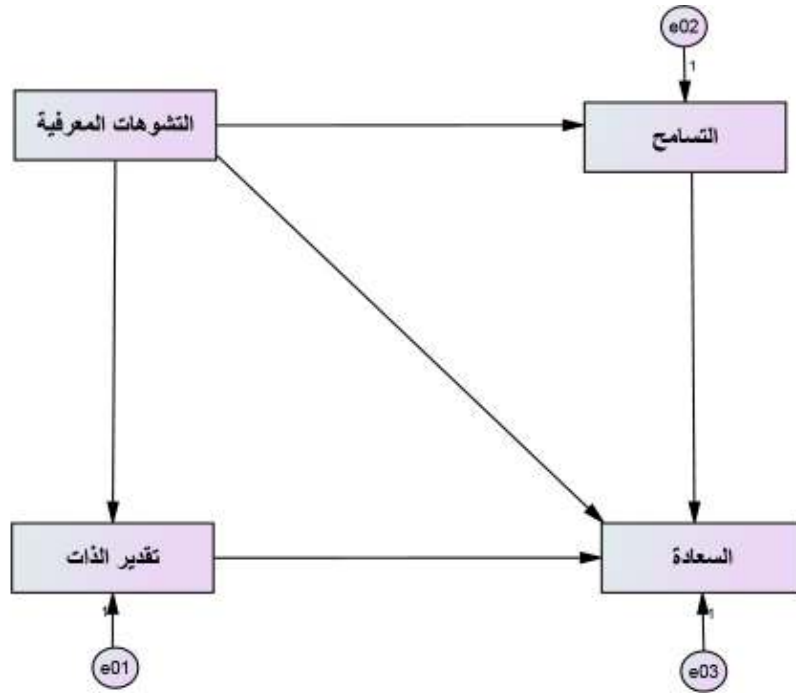 e02
1
التشوهات المعرفية
التسامح
تقدير الذات
السعادة
1
1
e01
e03